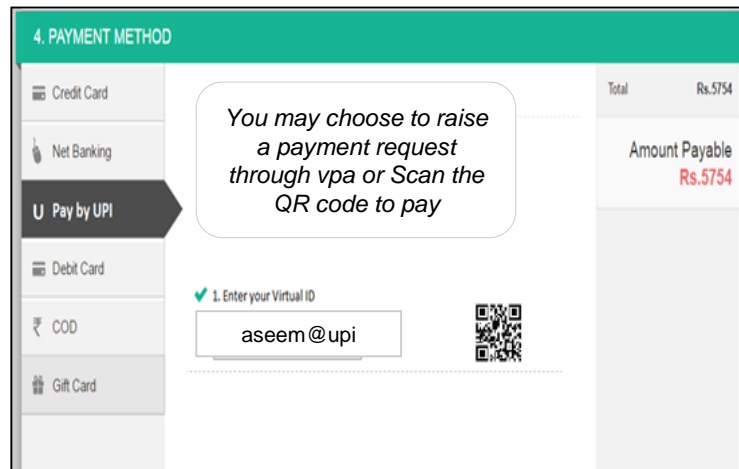 4. PAYMENT METHOD
Credit Card
Net Banking
U Pay by UPI
Debit Card
₹ COD
Gift Card
You may choose to raise
a payment request
through vpa or Scan the
QR code to pay
1. Enter your Virtual ID
aseem@upi
Total Rs.5754
Amount Payable
Rs.5754